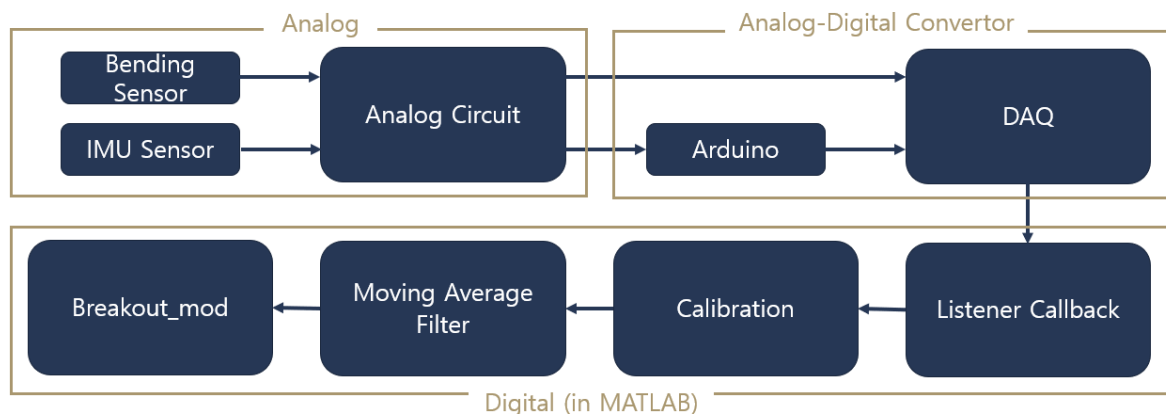 Analog
Analog-Digital Convertor
Bending
Sensor
Analog Circuit
DAQ
IMU Sensor
Arduino
Breakout_mod
Moving Average
Filter
Calibration
Listener Callback
Digital (in MATLAB)